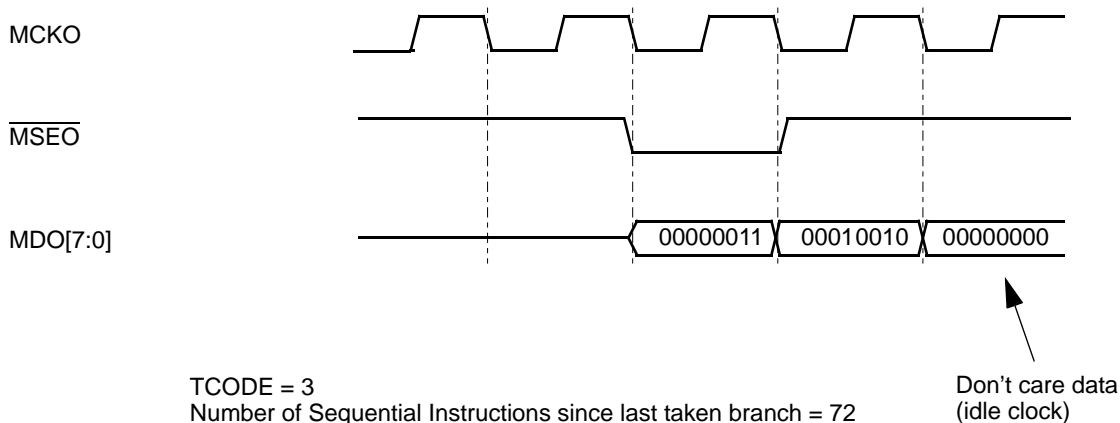 MCKO
MSEO
MDO[7:0]
00000011 00010010 00000000
TCODE = 3
Number of Sequential Instructions since last taken branch = 72
Don't care data
(idle clock)